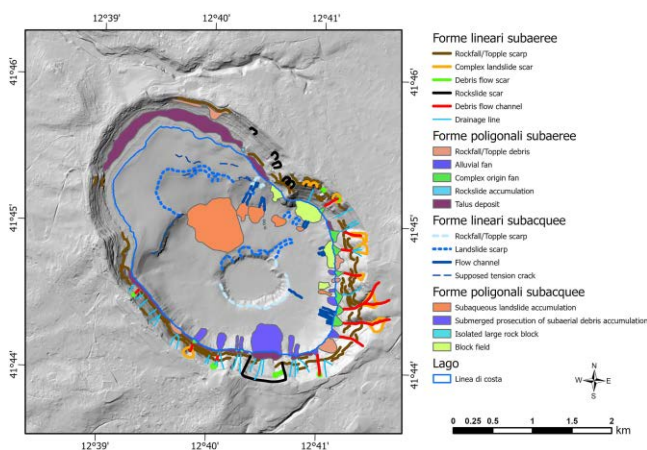 12°39' 12°40' 12°41'
41°46' 41°46'
41°45' 41°45'
41°44' 41°44'
12°39' 12°40' 12°41'
Forme lineari subaeree
Rockfall/Topple scarp
Complex landslide scar
Debris flow scar
Rockslide scar
Debris flow channel
Drainage line
Forme poligonali subaeree
Rockfall/Topple debris
Alluvial fan
Complex origin fan
Rockslide accumulation
Talus deposit
Forme lineari subacquee
Rockfall/Topple scarp
Landslide scarp
Flow channel
Supposed tension crack
Forme poligonali subacquee
Subaqueous landslide accumulation
Submerged prosecution of subaerial debris accumulation
Isolated large rock block
Block field
Lago
Linea di costa
N
W E
S
0 0.25 0.5 1 1.5 2
km